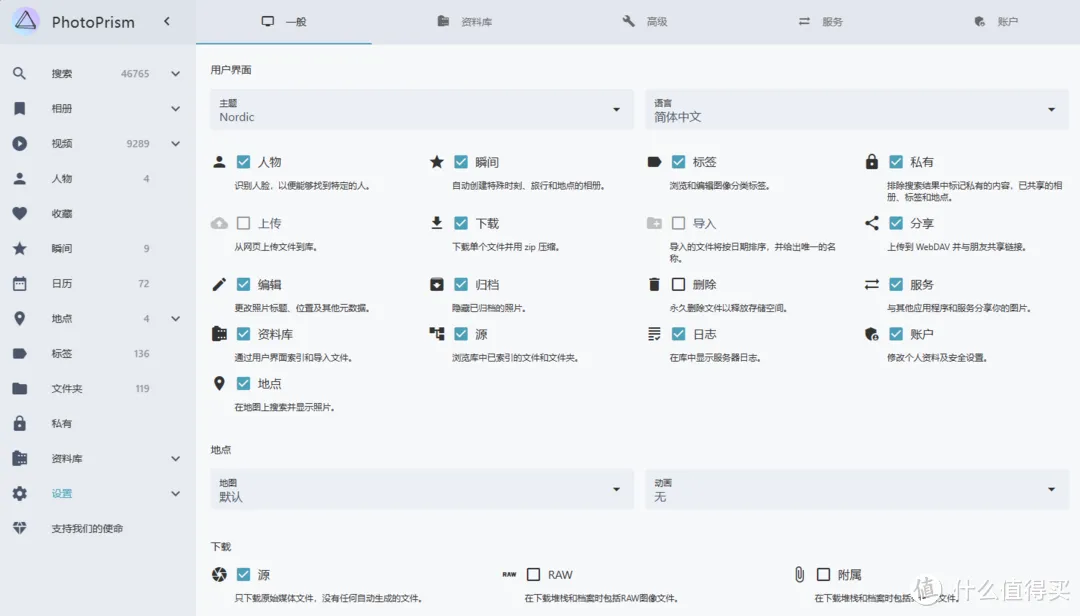 PhotoPrism
一般
资料库
高级
服务
账户
搜索 46765
相册
视频 9289
人物 4
收藏
瞬间 9
日历 72
地点 4
标签 136
文件夹 119
私有
资料库
设置
支持我们的使命
用户界面
主题
Nordic
语言
简体中文
人物
识别人脸，以便能够找到特定的人。
瞬间
自动创建特殊时刻、旅行和地点的相册。
标签
浏览和编辑图像分类标签。
私有
排除搜索结果中标记私有的内容，已共享的相
册、标签和地点。
上传
从网页上传文件到库。
下载
下载单个文件并用 zip 压缩。
导入
导入的文件将按日期排序，并给出唯一的名
称。
分享
上传到 WebDAV 并与朋友共享链接。
编辑
更改照片标题、位置及其他元数据。
归档
隐藏已归档的照片。
删除
永久删除文件以释放存储空间。
服务
与其他应用程序和服务分享你的图片。
资料库
通过用户界面索引和导入文件。
源
浏览库中已索引的文件和文件夹。
日志
在库中显示服务器日志。
账户
修改个人资料及安全设置。
地点
在地图上搜索并显示照片。
地点
地图
默认
动画
无
下载
源
只下载原始媒体文件，没有任何自动生成的文件。
RAW RAW
在下载堆栈和档案时包括RAW图像文件。
附属
在下载堆栈和档案时包括
文件。
值 什么值得买